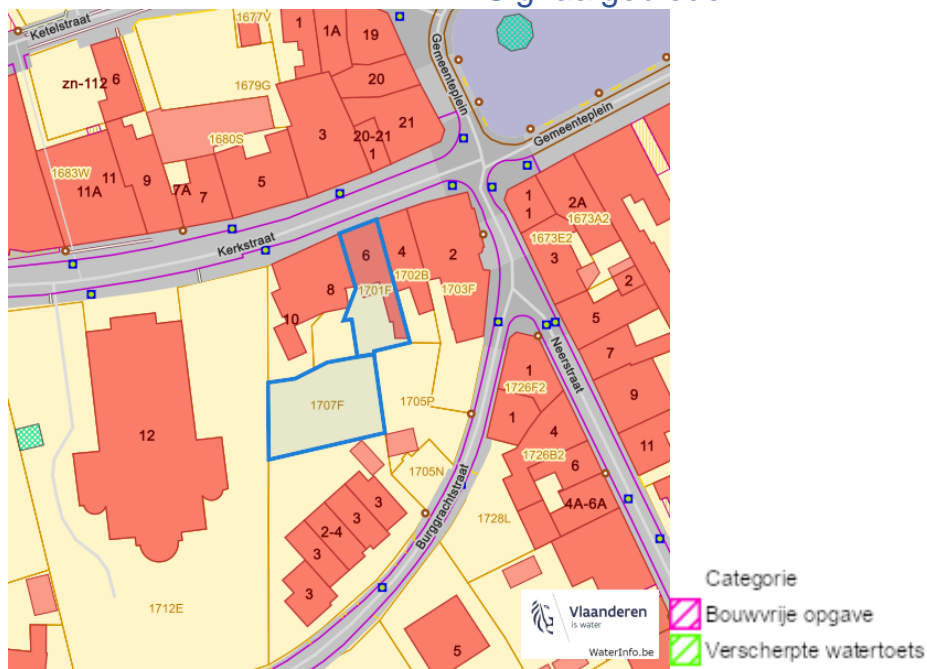 Ketelstraat
1677V
1
1A
19
Gemeenteplein
zn-112
6
1679G
20
21
20-21
1
Gemeenteplein
1680S
3
1683W
11
11A
9
7A
7
5
1
1
2A
1673A2
1673E2
3
2
Kerkstraat
6
4
2
1702B
1703F
8
1701F
10
5
7
Neerstraat
1
1726F2
1707F
1705P
9
12
1
4
11
1726B2
6
1705N
4A-6A
3
3
2-4
3
3
Burggrachtstraat
1728L
1712E
5
Vlaanderen
is water
WaterInfo.be
Categorie
Bouwvrije opgave
Verscherpte watertoets